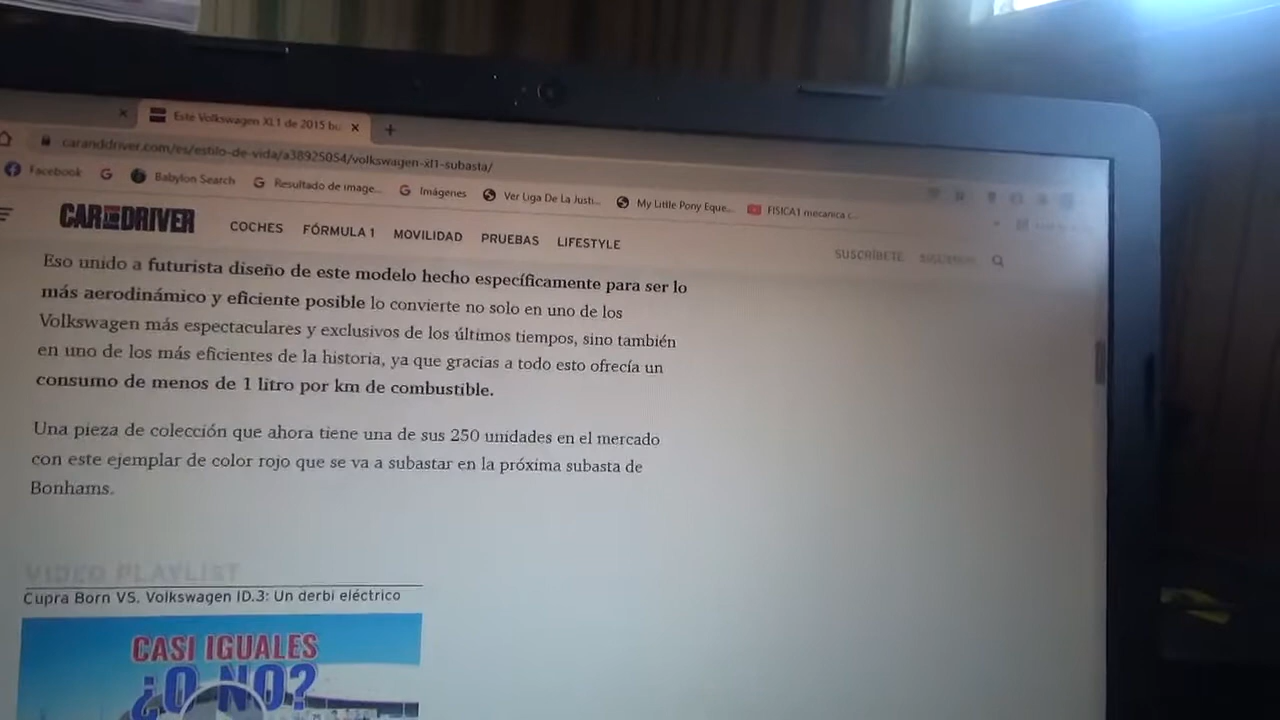 Este Volkswagen XL1 de 2015 bu
caranddriver.com/es/estilo-de-vida/a38925054/volkswagen-xl1-subasta/
Facebook
Babylon Search
Resultado de image...
Imágenes
Ver Liga De La Justi...
My Little Pony Eque...
FISICA1 mecanica c...
CAR AND DRIVER
COCHES
FÓRMULA 1
MOVILIDAD
PRUEBAS
LIFESTYLE
SUSCRÍBETE
Eso unido a futurista diseño de este modelo hecho específicamente para ser lo
más aerodinámico y eficiente posible lo convierte no solo en uno de los
Volkswagen más espectaculares y exclusivos de los últimos tiempos, sino también
en uno de los más eficientes de la historia, ya que gracias a todo esto ofrecía un
consumo de menos de 1 litro por km de combustible.
Una pieza de colección que ahora tiene una de sus 250 unidades en el mercado
con este ejemplar de color rojo que se va a subastar en la próxima subasta de
Bonhams.
VIDEO PLAYLIST
Cupra Born VS. Volkswagen ID.3: Un derbi eléctrico
CASI IGUALES
¿O NO?